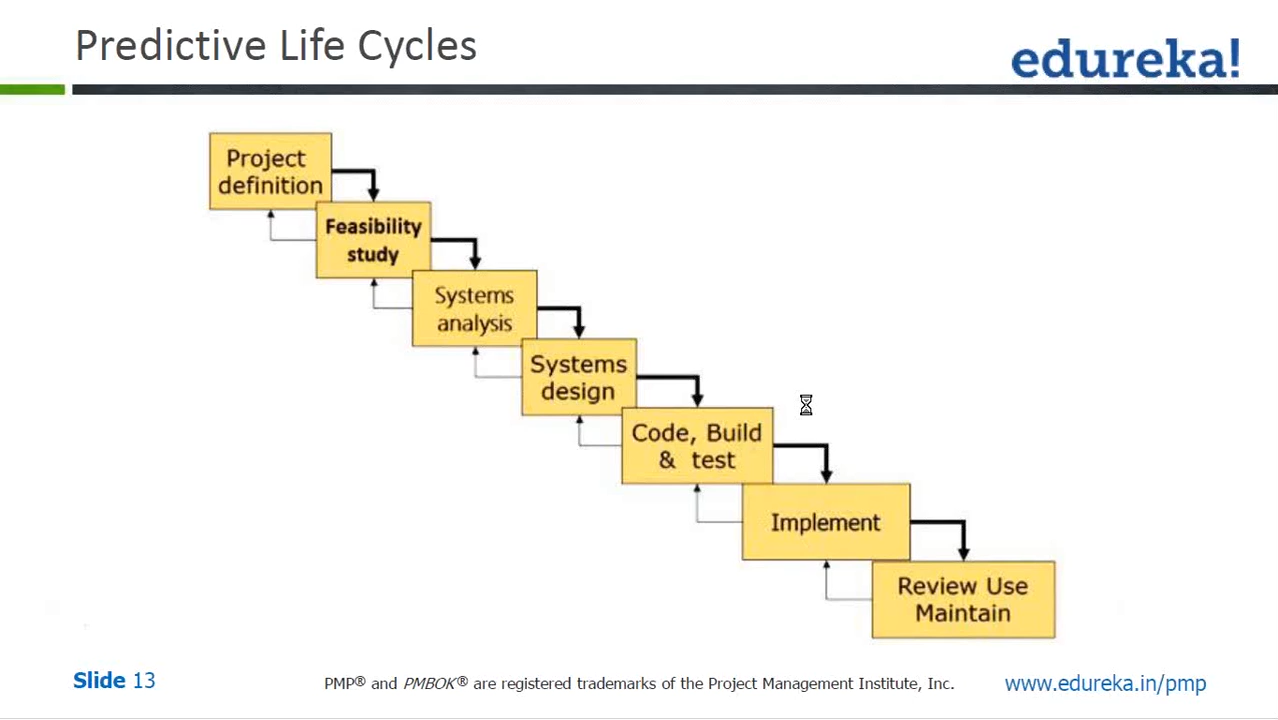 Predictive Life Cycles
edureka!
Project
definition
Feasibility
study
Systems
analysis
Systems
design
Code, Build
& test
Implement
Review Use
Maintain
Slide 13
PMP® and PMBOK® are registered trademarks of the Project Management Institute, Inc.
www.edureka.in/pmp